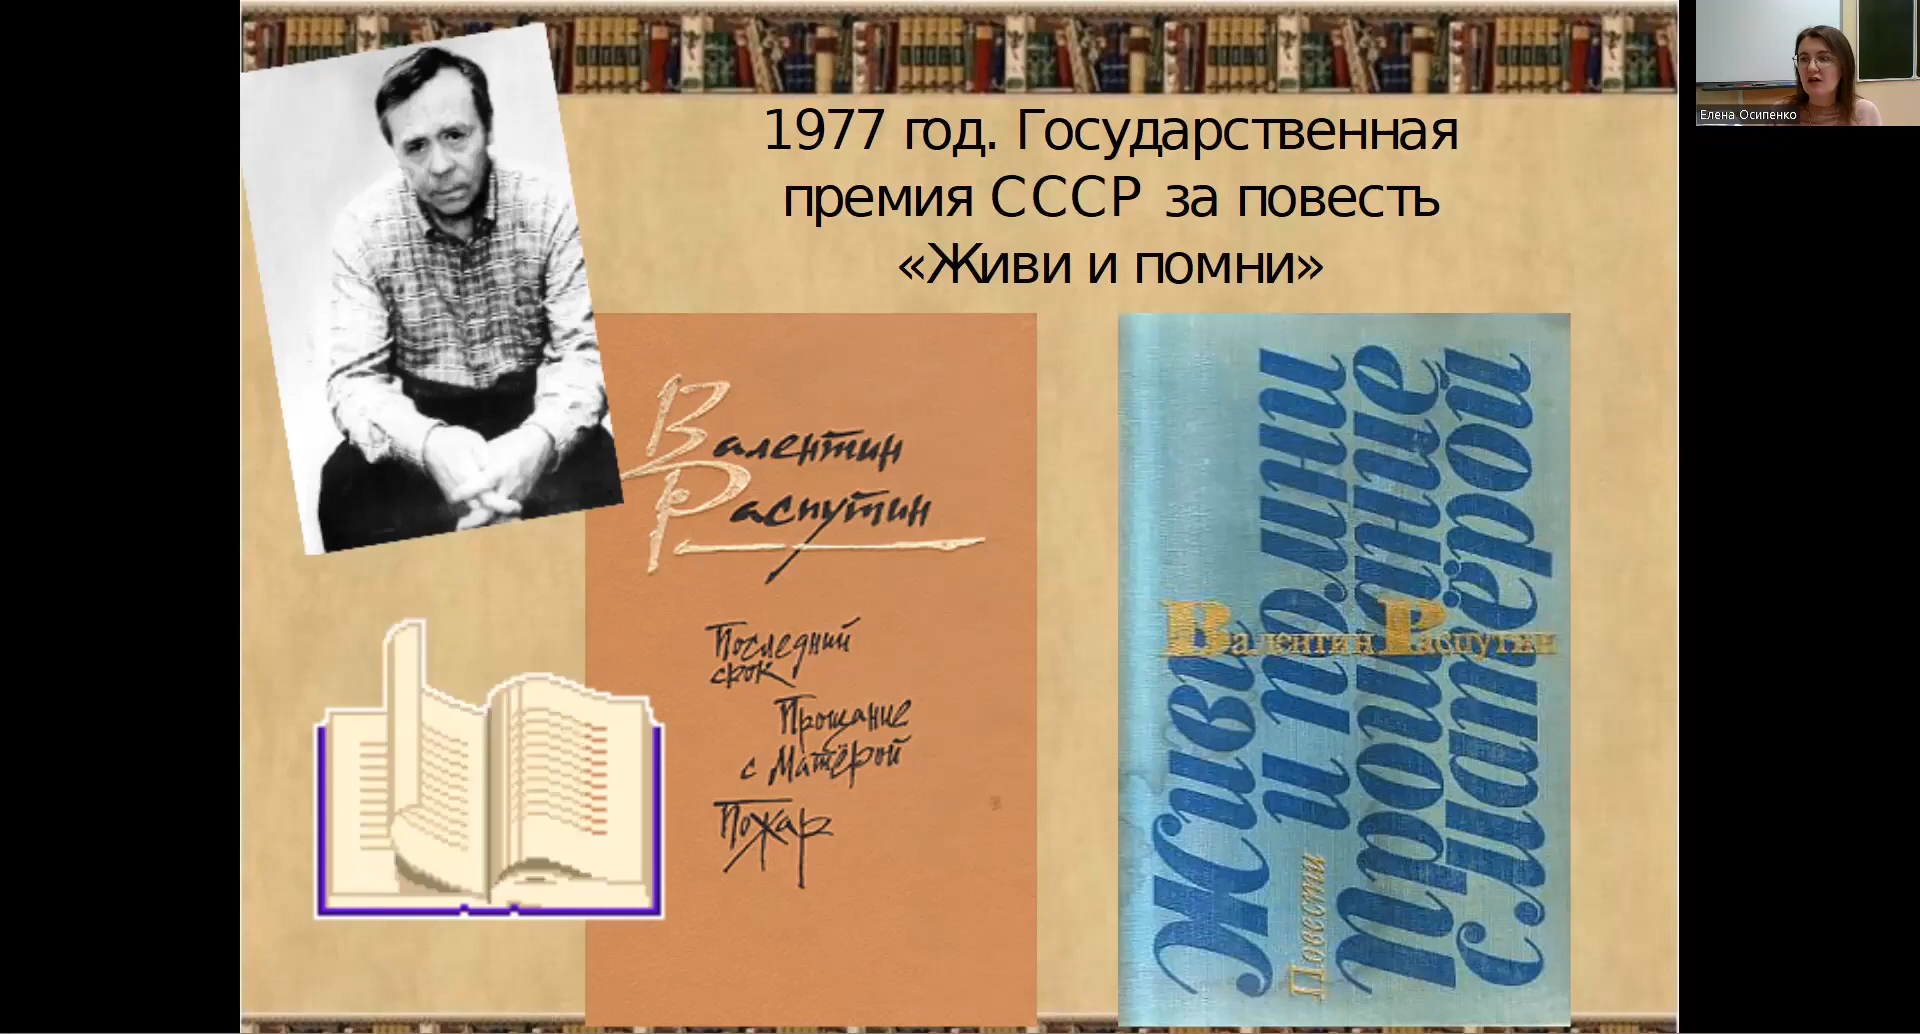 1977 год. Государственная
премия СССР за повесть
«Живи и помни»
Елена Осипенко
Валентин
Распутин
Последний
срок
Прощание
с Матёрой
Пожар
Живи
и помни
Прощание
с Матёрой
Валентин Распутин
Повести